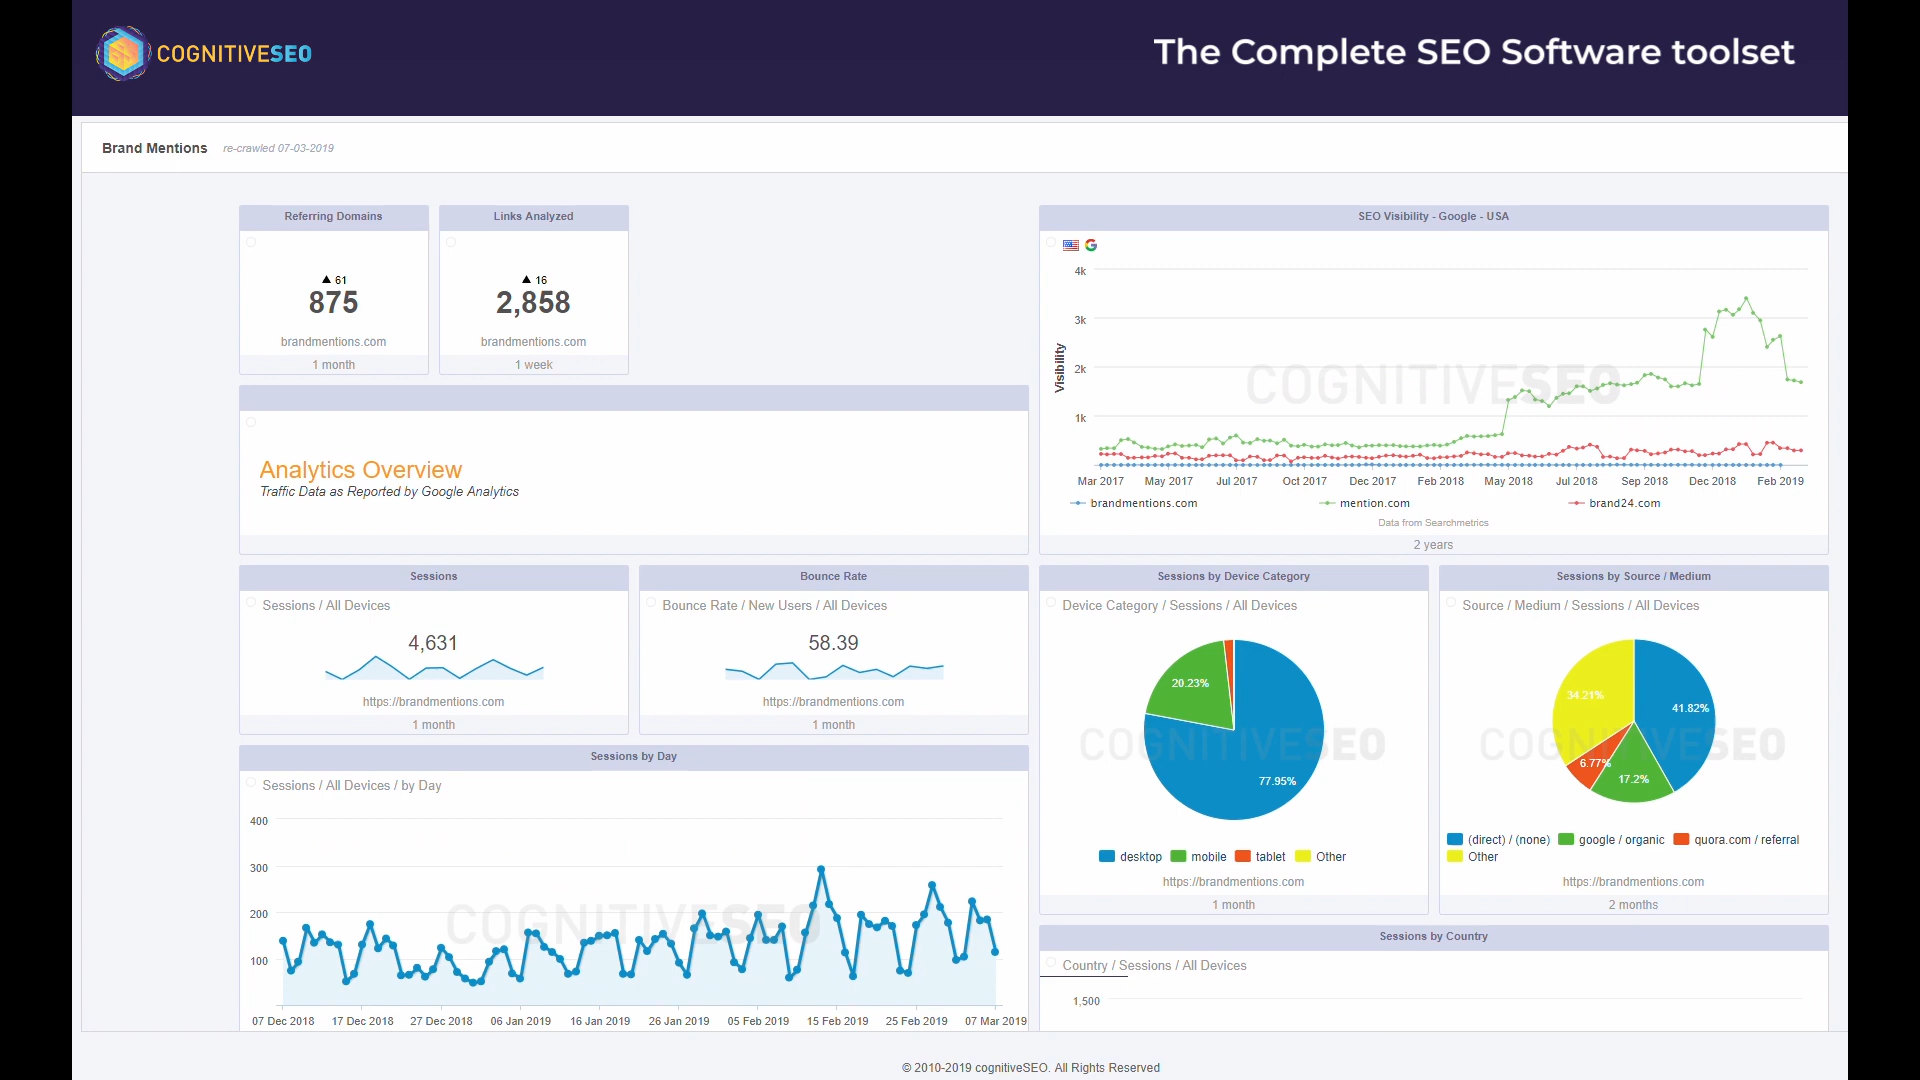 COGNITIVESEO
The Complete SEO Software toolset
Brand Mentions re-crawled 07-03-2019
Referring Domains
61
875
brandmentions.com
1 month
Links Analyzed
16
2,858
brandmentions.com
1 week
Analytics Overview
Traffic Data as Reported by Google Analytics
SEO Visibility - Google - USA
G
4k
3k
2k
1k
Visibility
COGNITIVESEO
Mar 2017 May 2017 Jul 2017 Oct 2017 Dec 2017 Feb 2018 May 2018 Jul 2018 Sep 2018 Dec 2018 Feb 2019
brandmentions.com mention.com brand24.com
Data from Searchmetrics
2 years
Sessions
Sessions / All Devices
4,631
https://brandmentions.com
1 month
Bounce Rate
Bounce Rate / New Users / All Devices
58.39
https://brandmentions.com
1 month
Sessions by Day
Sessions / All Devices / by Day
400
300
200
100
COGNITIVESEO
07 Dec 2018 17 Dec 2018 27 Dec 2018 06 Jan 2019 16 Jan 2019 26 Jan 2019 05 Feb 2019 15 Feb 2019 25 Feb 2019 07 Mar 2019
Sessions by Device Category
Device Category / Sessions / All Devices
20.23%
77.95%
COGNITIVESEO
desktop mobile tablet Other
https://brandmentions.com
1 month
Sessions by Source / Medium
Source / Medium / Sessions / All Devices
34.21%
41.82%
6.77%
17.2%
COGNITIVESEO
(direct) / (none) google / organic quora.com / referral
Other
https://brandmentions.com
2 months
Sessions by Country
Country / Sessions / All Devices
1,500
© 2010-2019 cognitiveSEO. All Rights Reserved